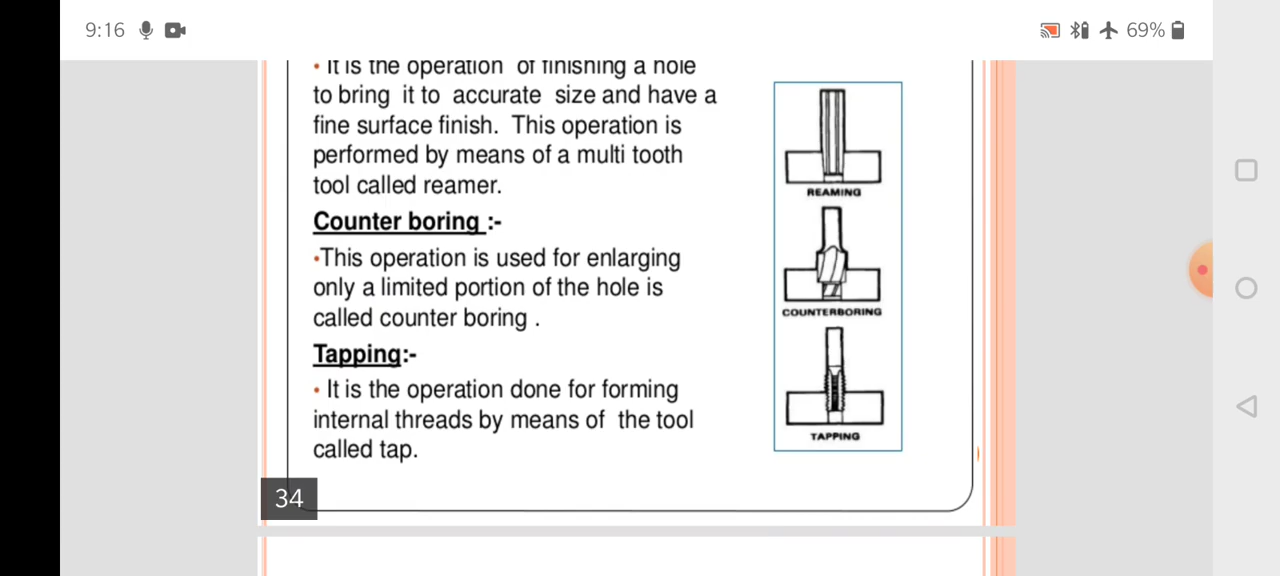 9:16
69%
• It is the operation of finishing a hole
to bring it to accurate size and have a
fine surface finish. This operation is
performed by means of a multi tooth
tool called reamer.
Counter boring :-
•This operation is used for enlarging
only a limited portion of the hole is
called counter boring .
Tapping:-
• It is the operation done for forming
internal threads by means of the tool
called tap.
REAMING
COUNTERBORING
TAPPING
34